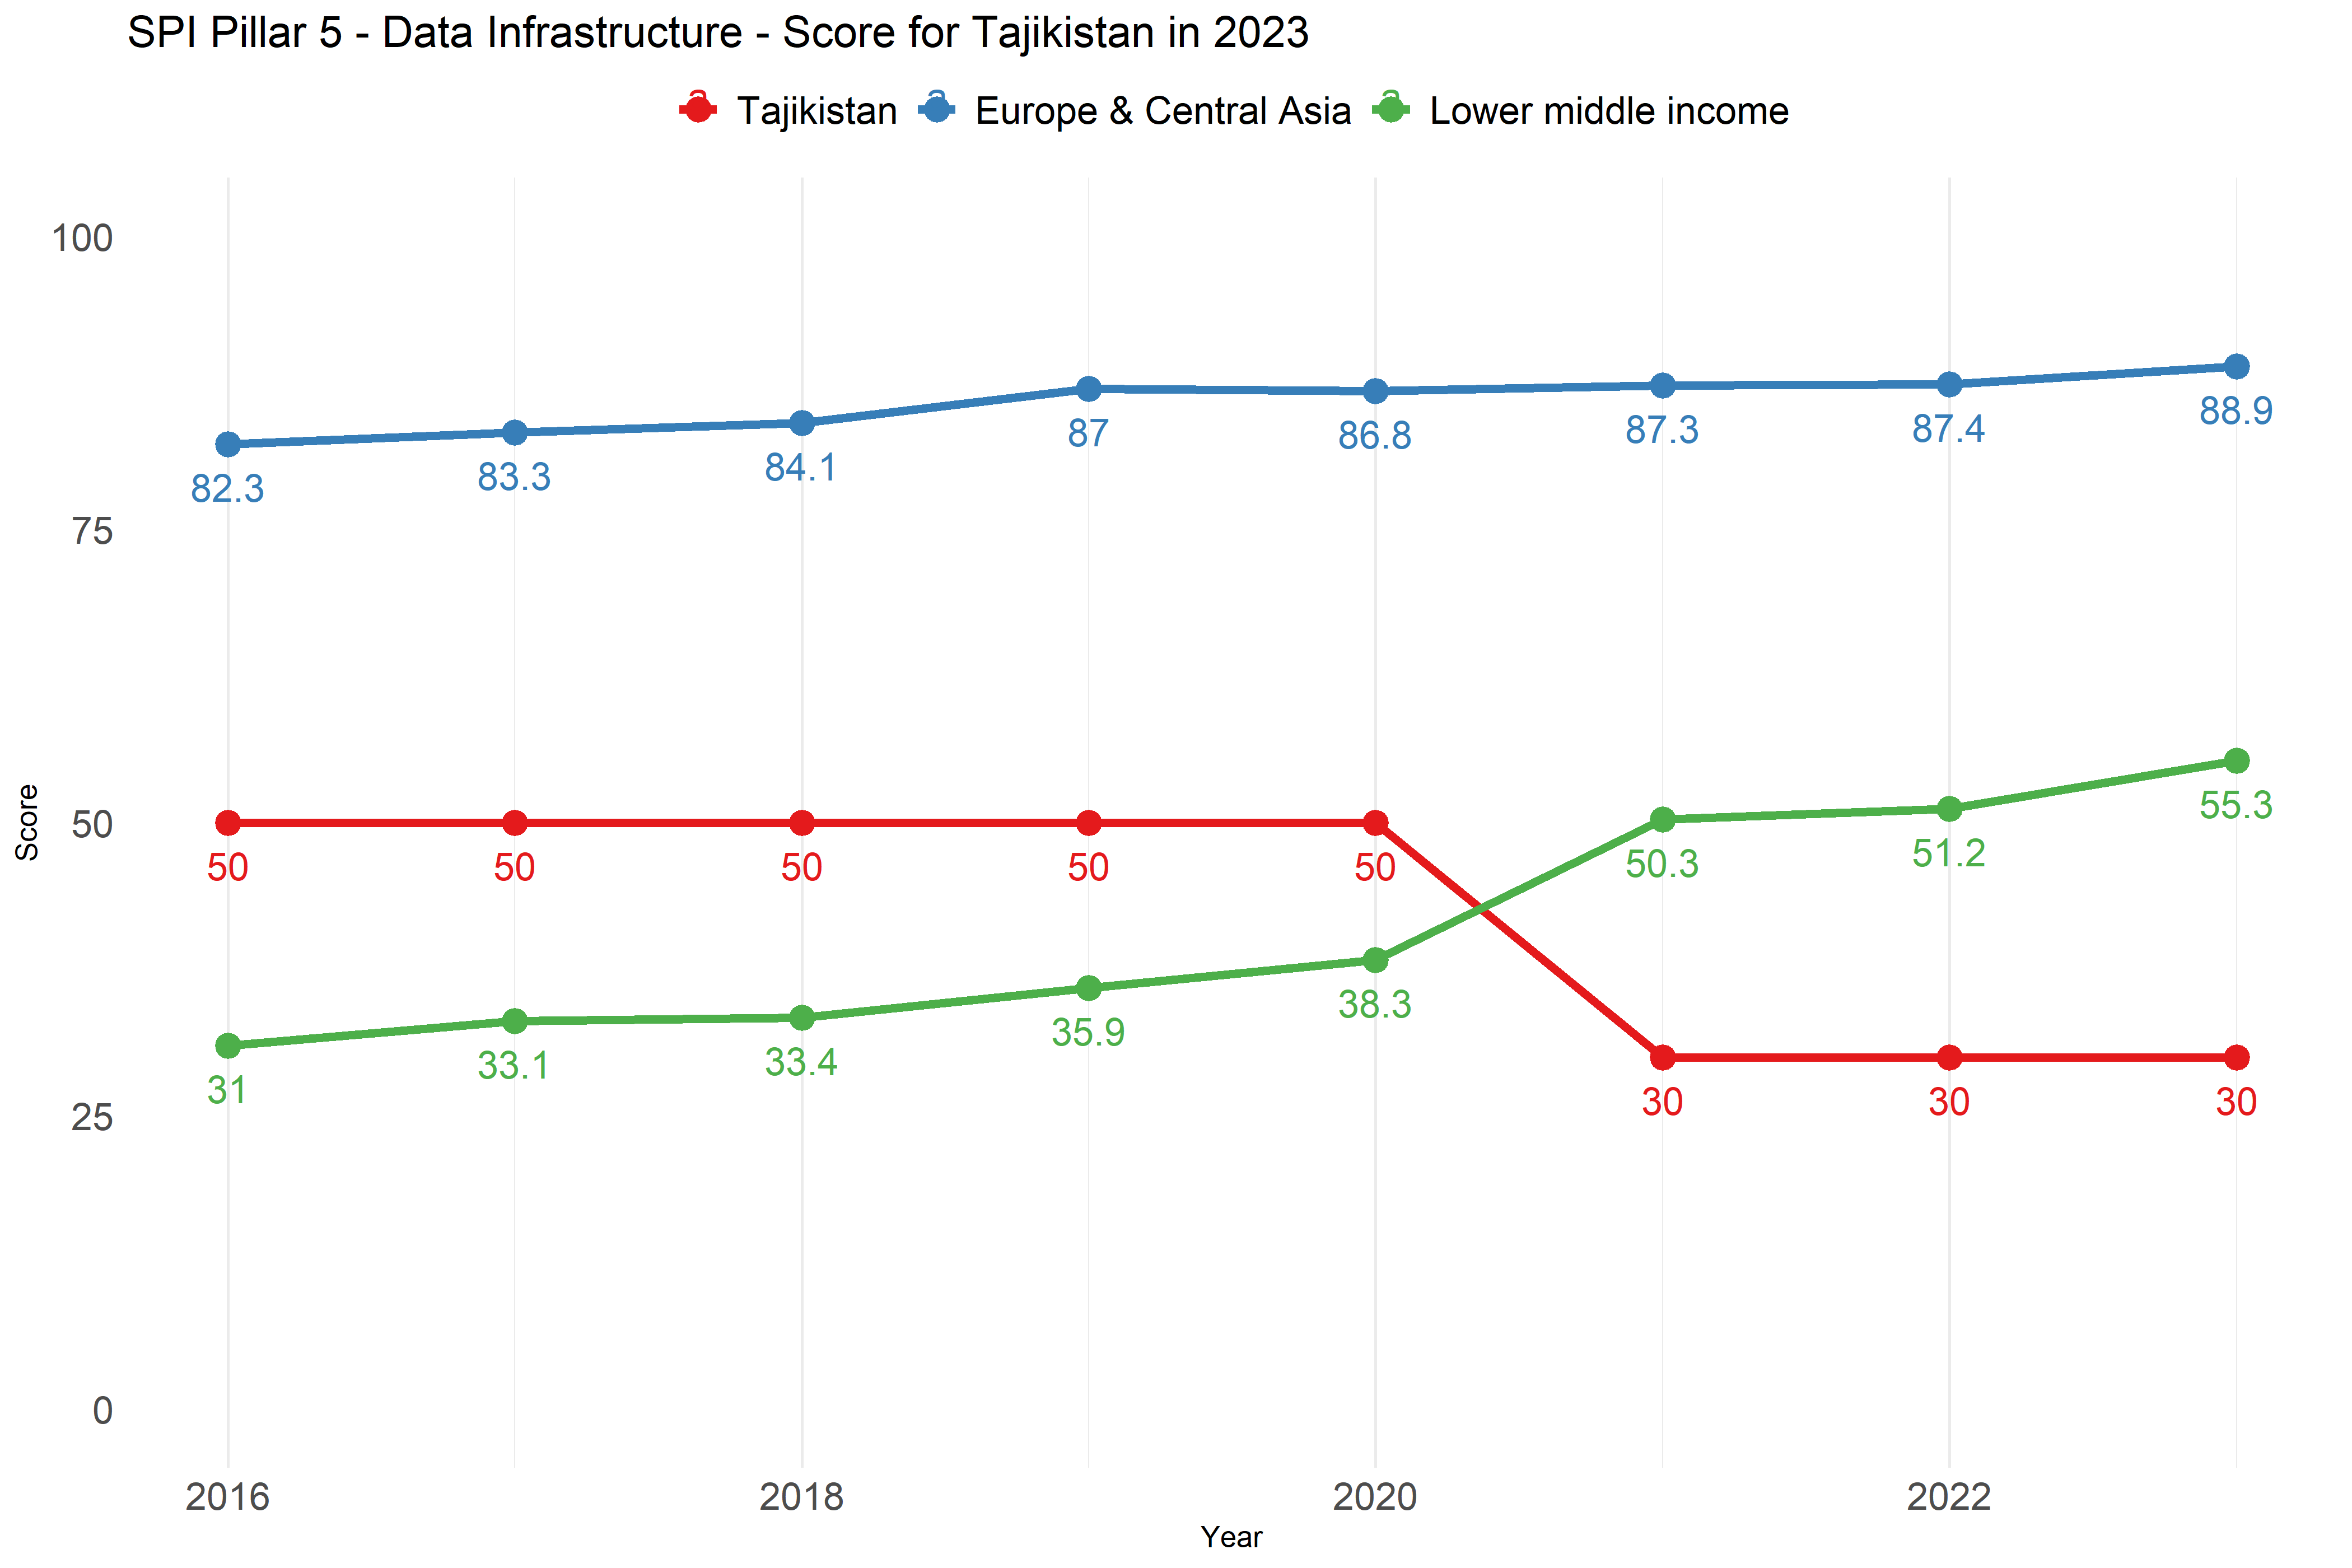 SPI Pillar 5 - Data Infrastructure - Score for Tajikistan in 2023
Tajikistan Europe & Central Asia Lower middle income
100
75
50
25
0
Score
82.3 83.3 84.1 87 86.8 87.3 87.4 88.9
50 50 50 50 50 30 30 30
31 33.1 33.4 35.9 38.3 50.3 51.2 55.3
2016 2018 2020 2022
Year